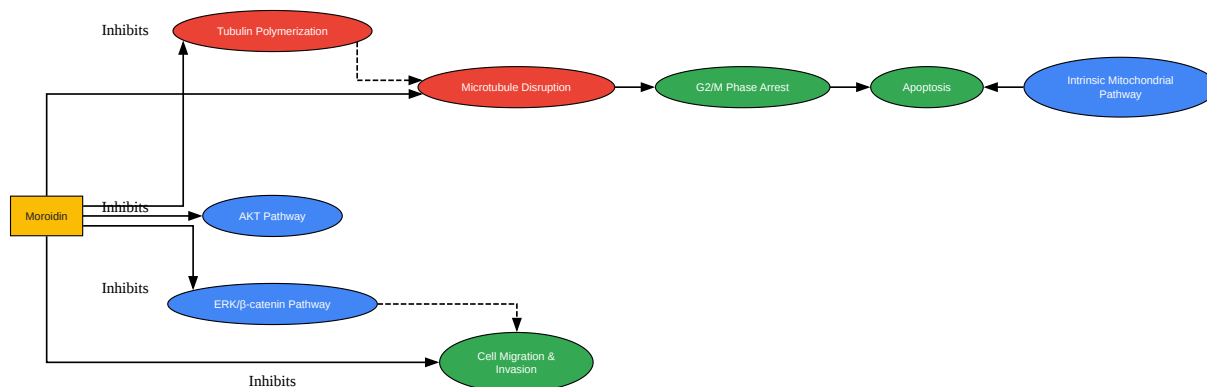 Inhibits
Tubulin Polymerization
Microtubule Disruption
G2/M Phase Arrest
Apoptosis
Intrinsic Mitochondrial
Pathway
Moroidin
Inhibits
AKT Pathway
Inhibits
ERK/β-catenin Pathway
Cell Migration &
Invasion
Inhibits